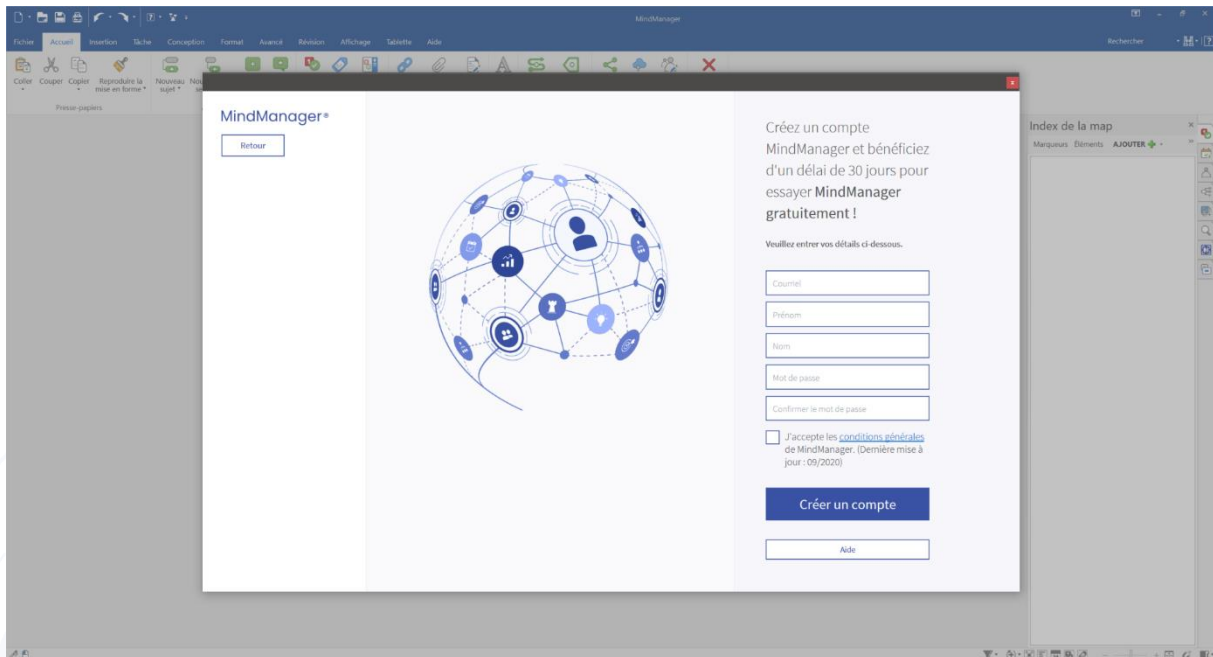 MindManager
Fichier Accueil Insertion Tâche Conception Format Avancé Révision Affichage Tablette Aide
Rechercher
Coller Couper Copier Reproduire la mise en forme Nouveau sujet
Presse-papiers
MindManager®
Retour
Créez un compte
MindManager et bénéficiez
d'un délai de 30 jours pour
essayer MindManager
gratuitement !
Veuillez entrer vos détails ci-dessous.
Courriel
Prénom
Nom
Mot de passe
Confirmer le mot de passe
J'accepte les conditions générales
de MindManager. (Dernière mise à
jour : 09/2020)
Créer un compte
Aide
Index de la map
Marqueurs Éléments AJOUTER